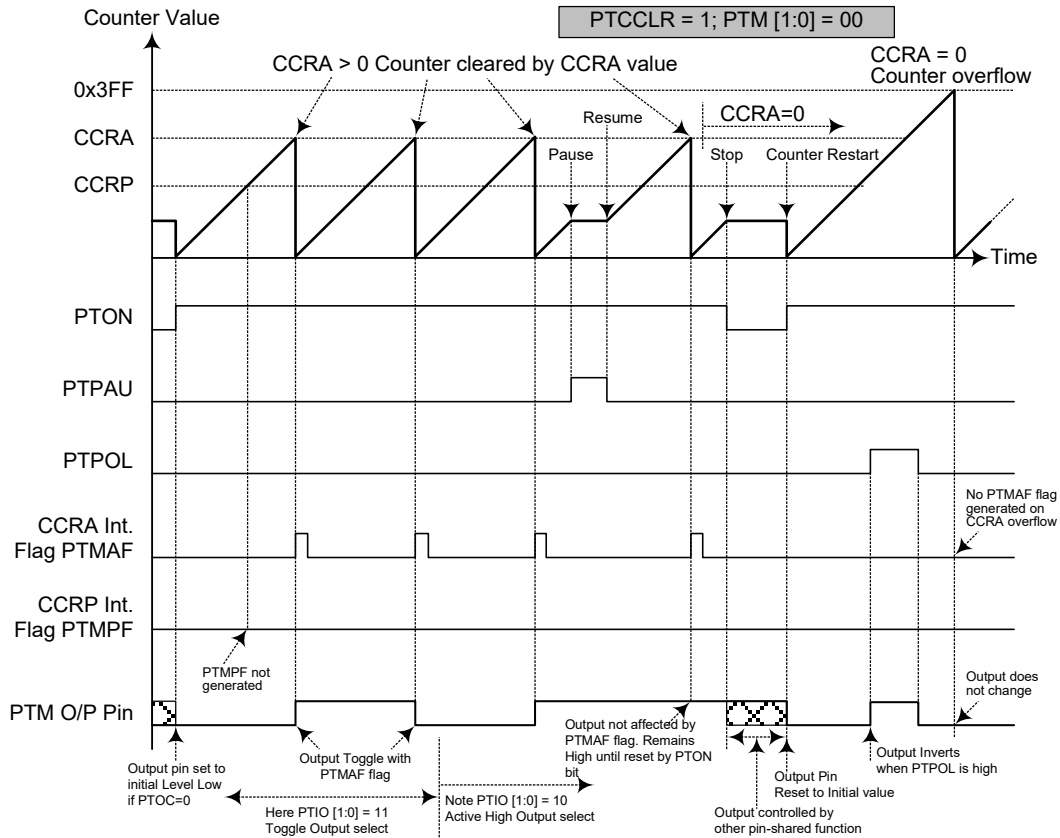 Counter Value
PTCCLR = 1; PTM [1:0] = 00
CCRA = 0
Counter overflow
CCRA > 0 Counter cleared by CCRA value
0x3FF
Resume
CCRA=0
CCRA
Pause
Stop
Counter Restart
CCRP
Time
PTON
PTPAU
PTPOL
No PTMAF flag
generated on
CCRA overflow
CCRA Int.
Flag PTMAF
CCRP Int.
Flag PTMPF
PTMPF not
generated
Output does
not change
PTM O/P Pin
Output pin set to
initial Level Low
if PTOC=0
Output Toggle with
PTMAF flag
Output not affected by
PTMAF flag. Remains
High until reset by PTON
bit
Output Inverts
when PTPOL is high
Output Pin
Reset to Initial value
Here PTIO [1:0] = 11
Toggle Output select
Note PTIO [1:0] = 10
Active High Output select
Output controlled by
other pin-shared function